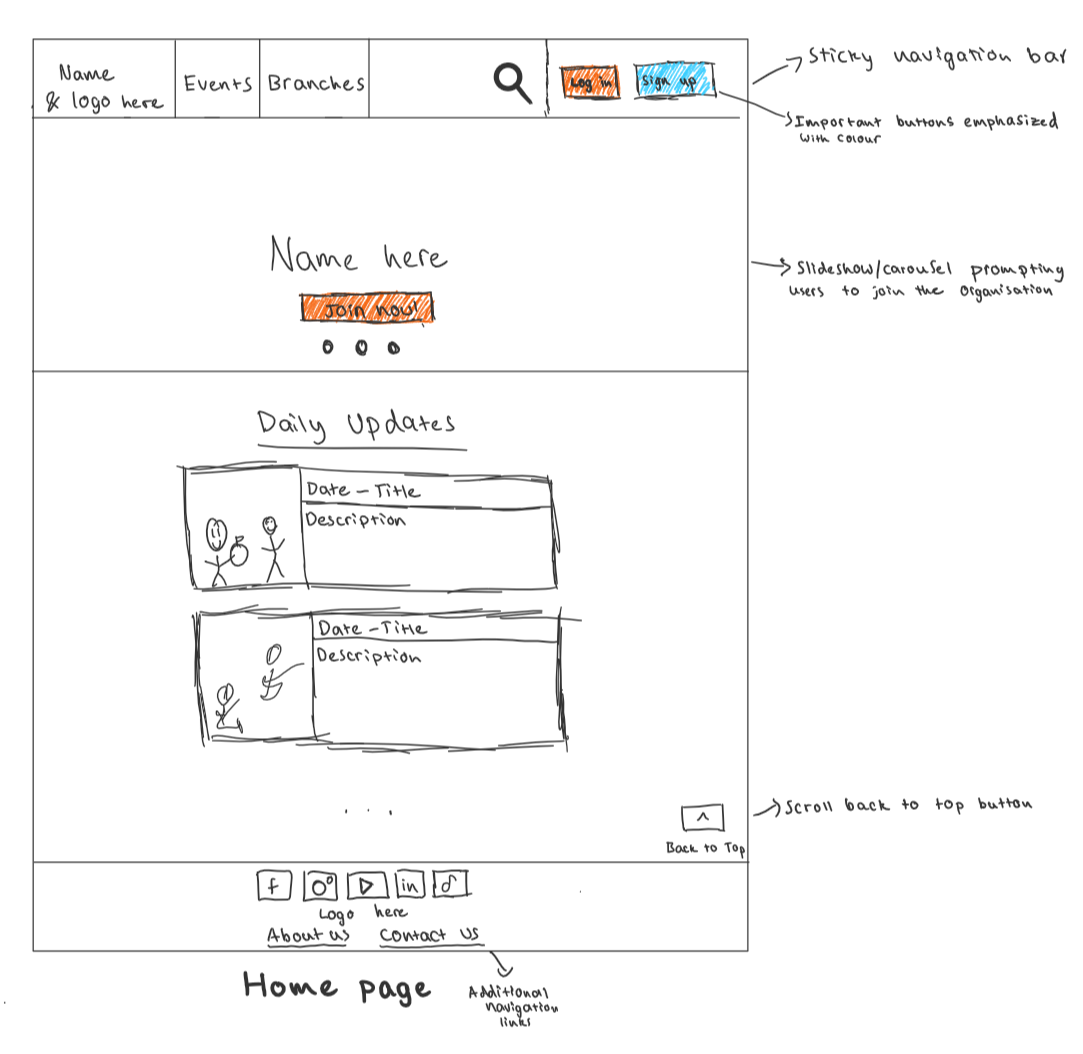 Name
& logo here
Events
Branches
Log in
Sign up
Sticky navigation bar
Important buttons emphasized
with colour
Name here
Join now!
Slideshow/carousel prompting
users to join the Organisation
Daily Updates
Date - Title
Description
Date - Title
Description
. . .
^
Back to Top
Scroll back to top button
f
in
Logo here
About us
Contact Us
Home page
Additional
navigation
links